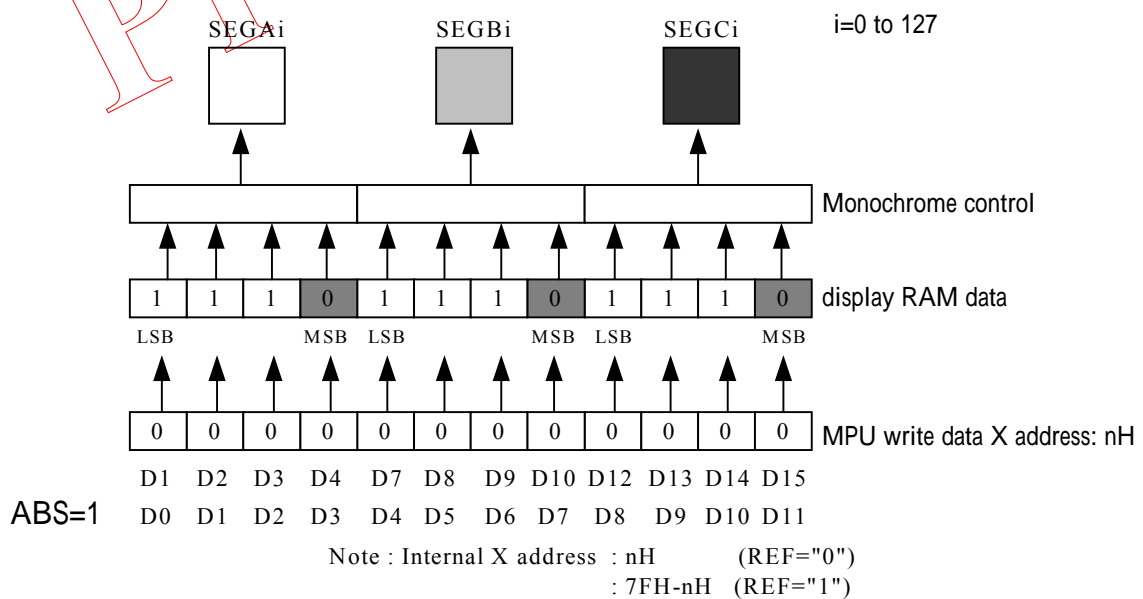 SEGAi SEGBi SEGCi i=0 to 127
Monochrome control
1 1 1 0 1 1 1 0 1 1 1 0 display RAM data
LSB MSB LSB MSB LSB MSB
0 0 0 0 0 0 0 0 0 0 0 0 MPU write data X address: nH
D1 D2 D3 D4 D7 D8 D9 D10 D12 D13 D14 D15
ABS=1 D0 D1 D2 D3 D4 D5 D6 D7 D8 D9 D10 D11
Note : Internal X address : nH (REF="0")
: 7FH-nH (REF="1")